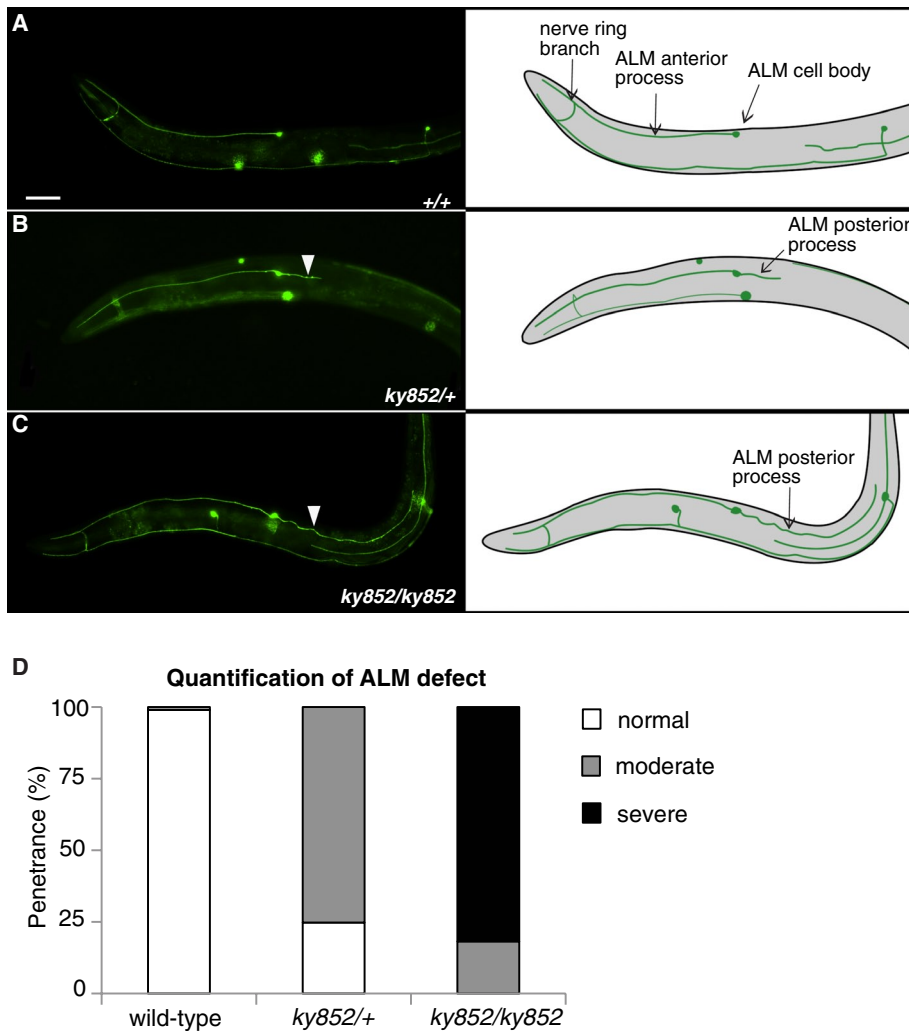 A
nerve ring
branch
ALM anterior
process
ALM cell body
+/+
B
ALM posterior
process
ky852/+
C
ALM posterior
process
ky852/ky852
D
Quantification of ALM defect
Penetrance (%)
100
75
50
25
0
wild-type
ky852/+
ky852/ky852
normal
moderate
severe